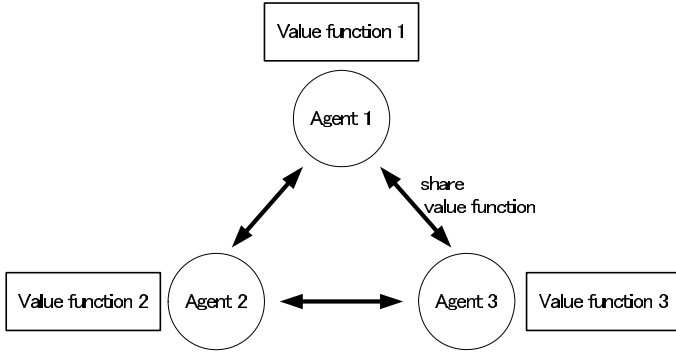 Value function 1
Agent 1
share
value function
Value function 2
Agent 2
Agent 3
Value function 3